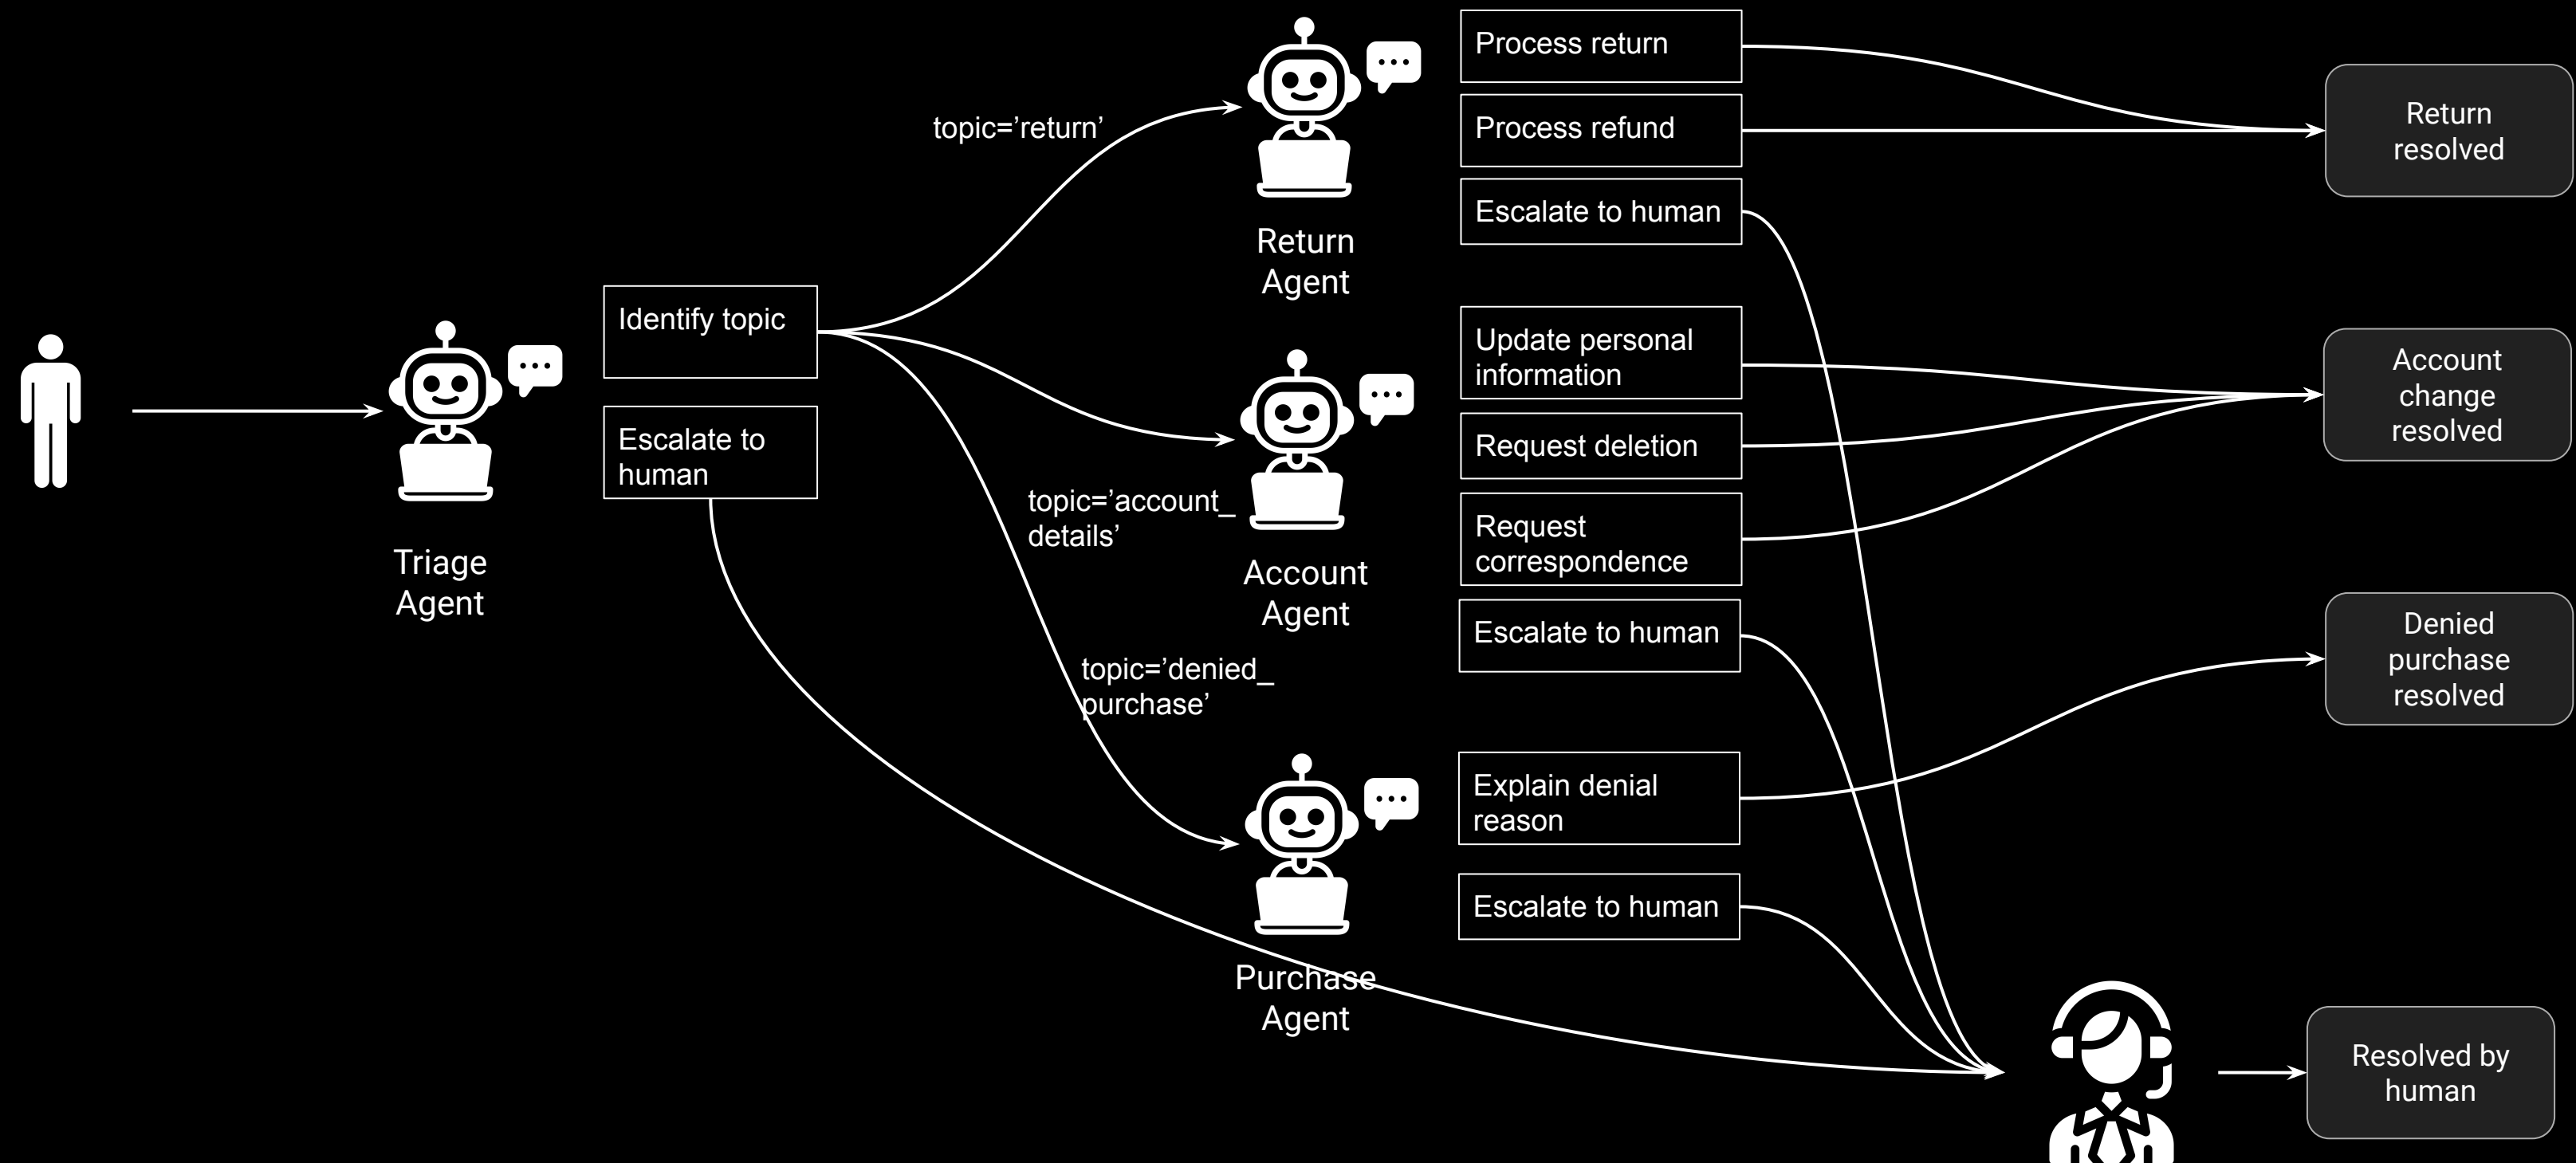 Triage
Agent
Identify topic
Escalate to
human
topic=’return’
topic=’account_
details’
topic=’denied_
purchase’
Return
Agent
Process return
Process refund
Escalate to human
Account
Agent
Update personal
information
Request deletion
Request
correspondence
Escalate to human
Purchase
Agent
Explain denial
reason
Escalate to human
Return
resolved
Account
change
resolved
Denied
purchase
resolved
Resolved by
human